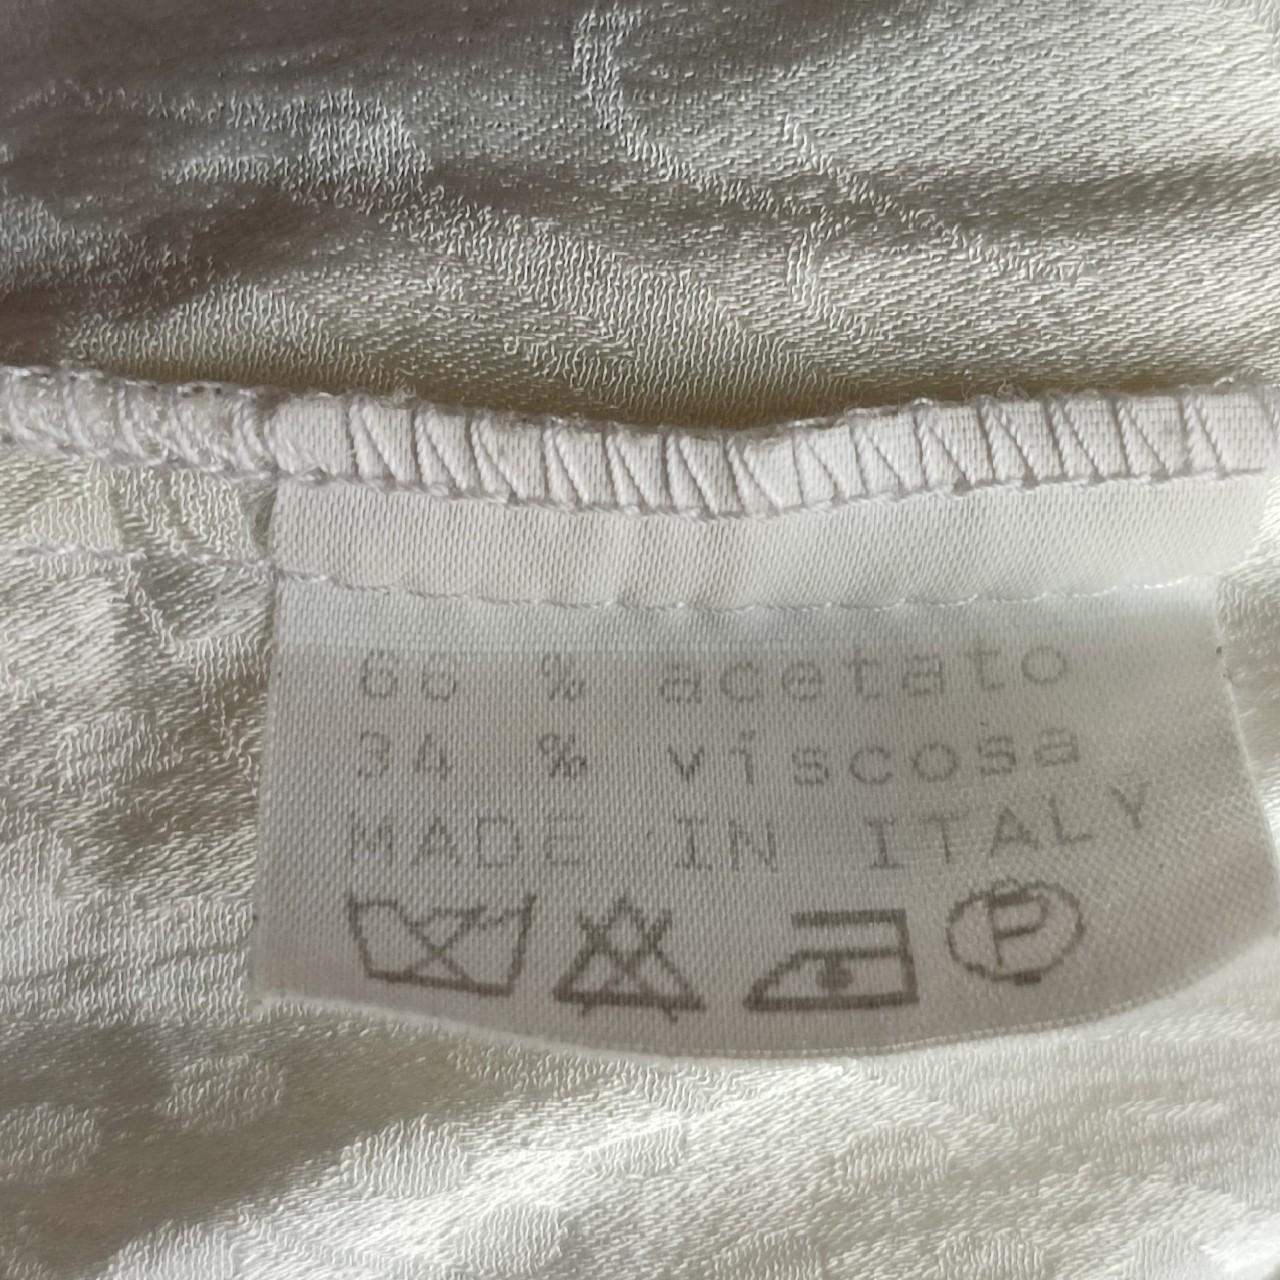 66 % acetato
34 % viscosa
MADE IN ITALY
P